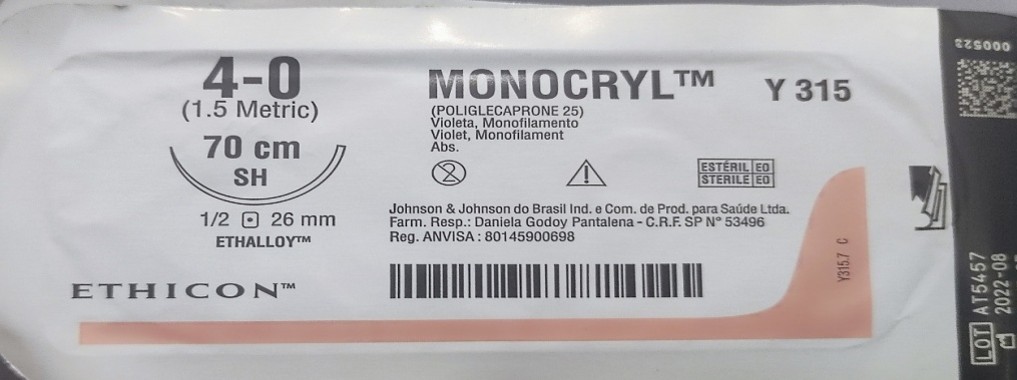 4-0
(1.5 Metric)
70 cm
SH
1/2 26 mm
ETHALLOY™
ETHICON™
MONOCRYL™
Y 315
(POLIGLECAPRONE 25)
Violeta, Monofilamento
Violet, Monofilament
Abs.
2
ESTÉRIL EO
STERILE EO
Johnson & Johnson do Brasil Ind. e Com. de Prod. para Saúde Ltda.
Farm. Resp.: Daniela Godoy Pantalena - C.R.F. SP N° 53496
Reg. ANVISA : 80145900698
Y315.7 C
000523
LOT AT5457
2022-08